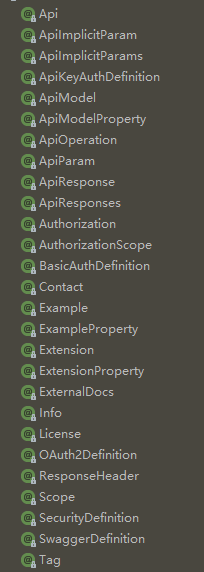 Api
ApiImplicitParam
ApiImplicitParams
ApiKeyAuthDefinition
ApiModel
ApiModelProperty
ApiOperation
ApiParam
ApiResponse
ApiResponses
Authorization
AuthorizationScope
BasicAuthDefinition
Contact
Example
ExampleProperty
Extension
ExtensionProperty
ExternalDocs
Info
License
OAuth2Definition
ResponseHeader
Scope
SecurityDefinition
SwaggerDefinition
Tag